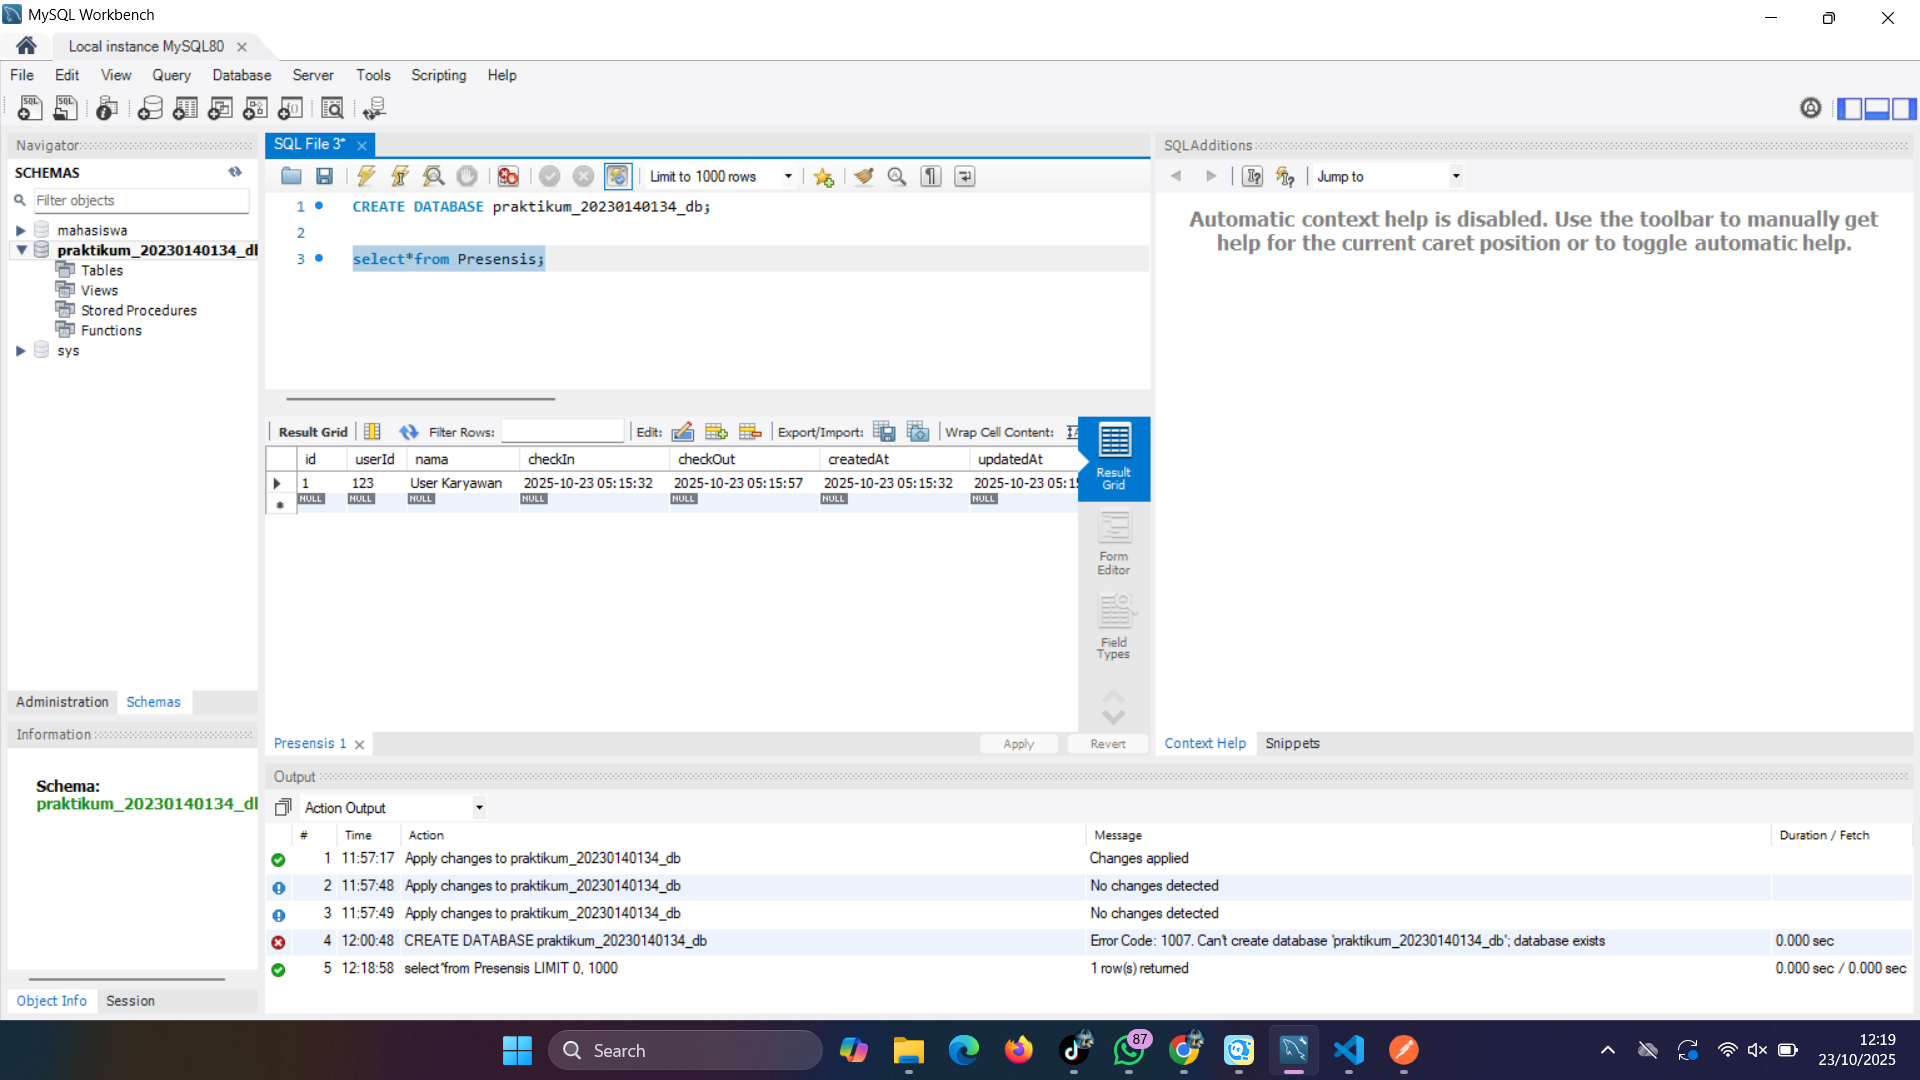 MySQL Workbench
Local instance MySQL80
File Edit View Query Database Server Tools Scripting Help
Navigator
SCHEMAS
Filter objects
mahasiswa
praktikum_20230140134_d
Tables
Views
Stored Procedures
Functions
sys
Administration Schemas
Information
Schema:
praktikum_20230140134_d
Object Info Session
SQL File 3*
Limit to 1000 rows
1 CREATE DATABASE praktikum_20230140134_db;
2
3 select*from Presensis;
Result Grid Filter Rows: Edit: Export/Import: Wrap Cell Content:
id userId nama checkIn checkOut createdAt updatedAt
1 123 User Karyawan 2025-10-23 05:15:32 2025-10-23 05:15:57 2025-10-23 05:15:32 2025-10-23 05:15
NULL NULL NULL NULL NULL NULL NULL
Result
Grid
Form
Editor
Field
Types
Presensis 1
Apply Revert
SQLAdditions
Jump to
Automatic context help is disabled. Use the toolbar to manually get
help for the current caret position or to toggle automatic help.
Context Help Snippets
Output
Action Output
# Time Action Message Duration / Fetch
1 11:57:17 Apply changes to praktikum_20230140134_db Changes applied
2 11:57:48 Apply changes to praktikum_20230140134_db No changes detected
3 11:57:49 Apply changes to praktikum_20230140134_db No changes detected
4 12:00:48 CREATE DATABASE praktikum_20230140134_db Error Code: 1007. Can't create database 'praktikum_20230140134_db'; database exists 0.000 sec
5 12:18:58 select*from Presensis LIMIT 0, 1000 1 row(s) returned 0.000 sec / 0.000 sec
Search
87
12:19
23/10/2025